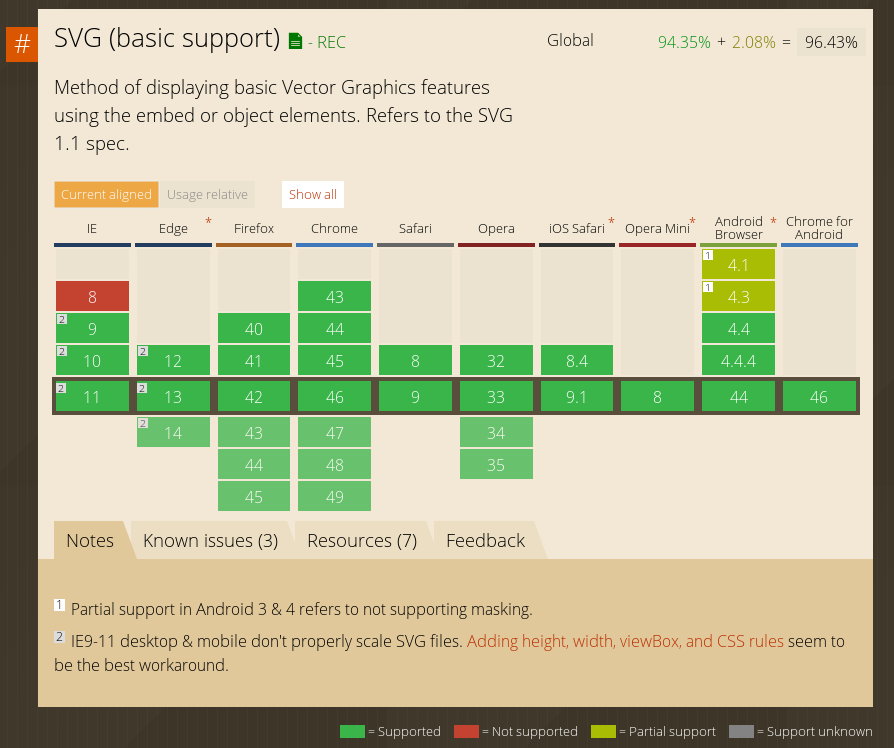 #
SVG (basic support) - REC
Global 94.35% + 2.08% = 96.43%
Method of displaying basic Vector Graphics features
using the embed or object elements. Refers to the SVG
1.1 spec.
Current aligned Usage relative Show all
IE Edge * Firefox Chrome Safari Opera iOS Safari * Opera Mini * Android Browser * Chrome for Android
1 4.1
8 43 1 4.3
2 9 40 44 4.4
2 10 2 12 41 45 8 32 8.4 4.4.4
2 11 2 13 42 46 9 33 9.1 8 44 46
2 14 43 47 34
44 48 35
45 49
Notes Known issues (3) Resources (7) Feedback
1 Partial support in Android 3 & 4 refers to not supporting masking.
2 IE9-11 desktop & mobile don't properly scale SVG files. Adding height, width, viewBox, and CSS rules seem to
be the best workaround.
= Supported = Not supported = Partial support = Support unknown